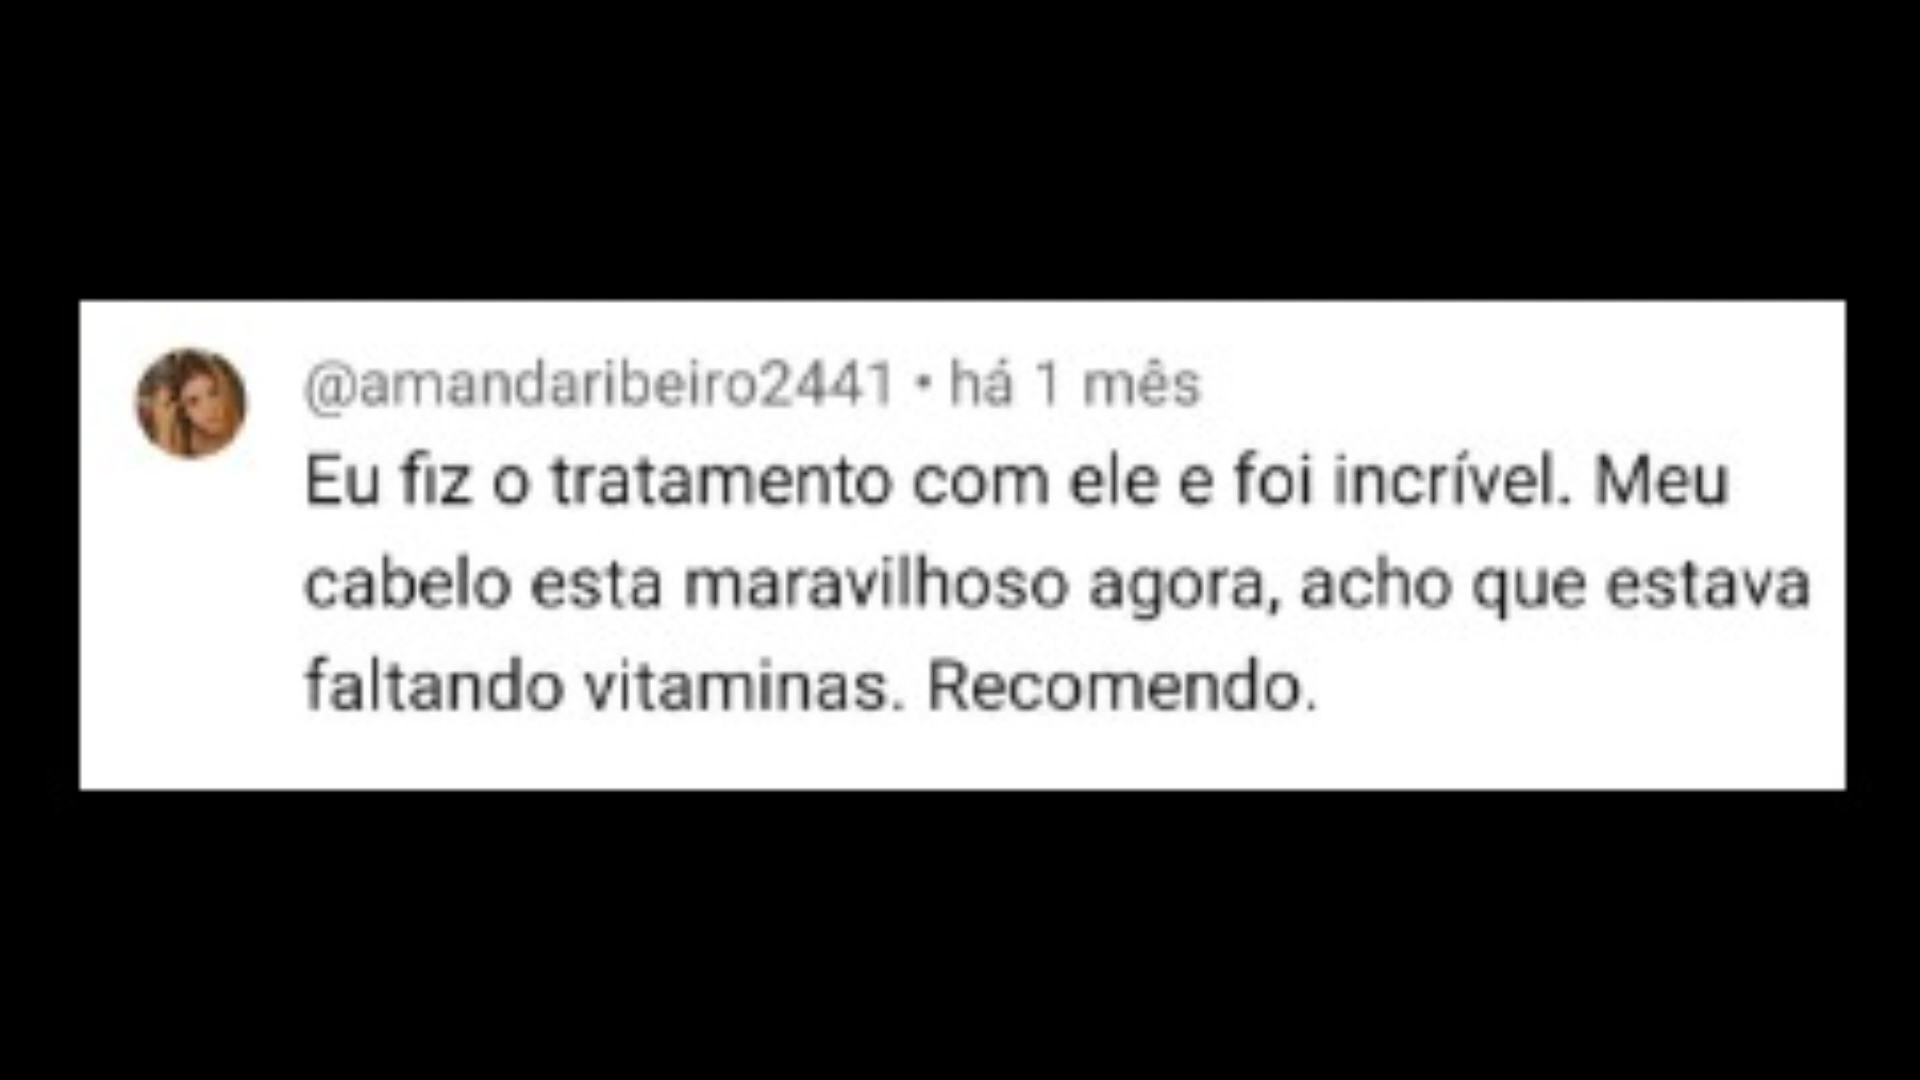 @amandaribeiro2441 • há 1 mês
Eu fiz o tratamento com ele e foi incrível. Meu
cabelo esta maravilhoso agora, acho que estava
faltando vitaminas. Recomendo.